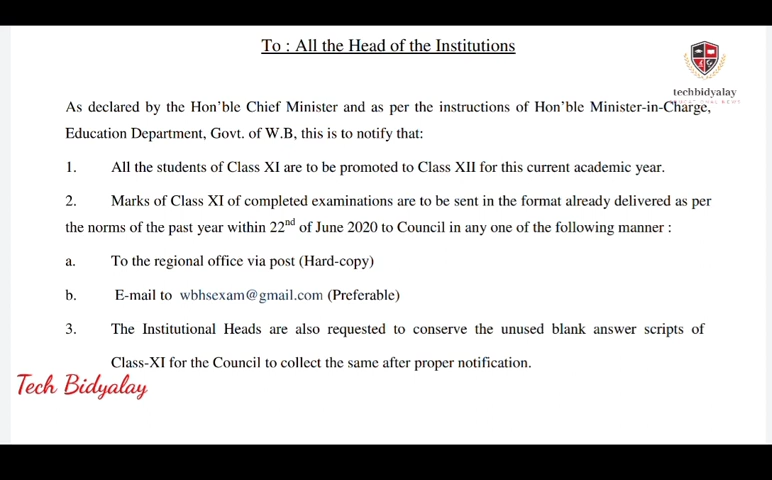 To : All the Head of the Institutions
techbidyalay
As declared by the Hon'ble Chief Minister and as per the instructions of Hon'ble Minister-in-Charge,
Education Department, Govt. of W.B, this is to notify that:
1. All the students of Class XI are to be promoted to Class XII for this current academic year.
2. Marks of Class XI of completed examinations are to be sent in the format already delivered as per
the norms of the past year within 22nd of June 2020 to Council in any one of the following manner :
a. To the regional office via post (Hard-copy)
b. E-mail to wbhsexam@gmail.com (Preferable)
3. The Institutional Heads are also requested to conserve the unused blank answer scripts of
Class-XI for the Council to collect the same after proper notification.
Tech Bidyalay